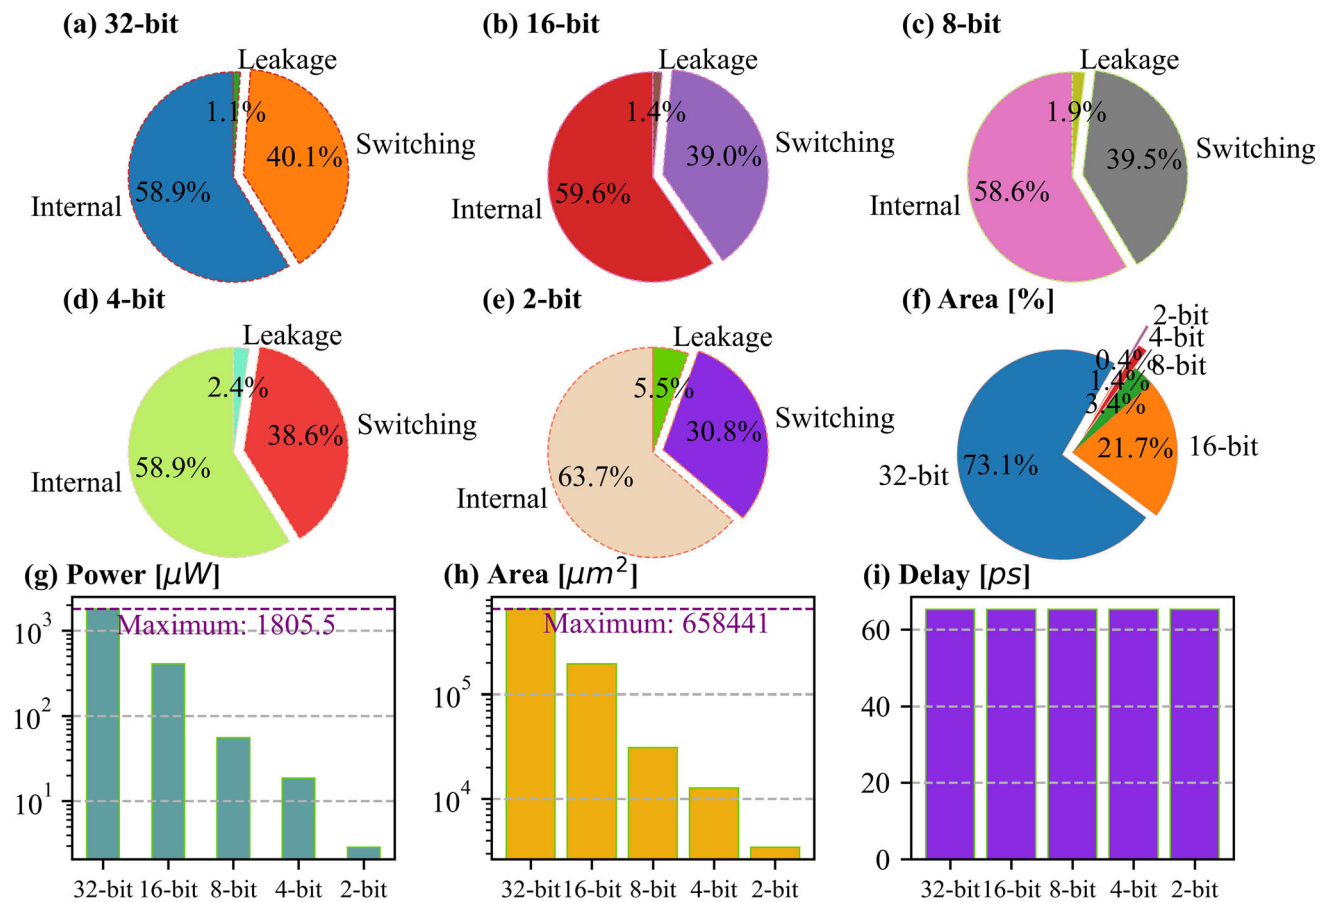 (a) 32-bit
Leakage
1.1%
40.1%
Switching
58.9%
Internal
(b) 16-bit
Leakage
1.4%
39.0%
Switching
59.6%
Internal
(c) 8-bit
Leakage
1.9%
39.5%
Switching
58.6%
Internal
(d) 4-bit
Leakage
2.4%
38.6%
Switching
58.9%
Internal
(e) 2-bit
Leakage
5.5%
30.8%
Switching
63.7%
Internal
(f) Area [%]
2-bit
4-bit
8-bit
0.4%
1.4%
3.4%
21.7%
16-bit
73.1%
32-bit
(g) Power [μW]
Maximum: 1805.5
10³
10²
10¹
32-bit 16-bit 8-bit 4-bit 2-bit
(h) Area [μm²]
Maximum: 658441
10⁵
10⁴
32-bit 16-bit 8-bit 4-bit 2-bit
(i) Delay [ps]
60
40
20
0
32-bit 16-bit 8-bit 4-bit 2-bit